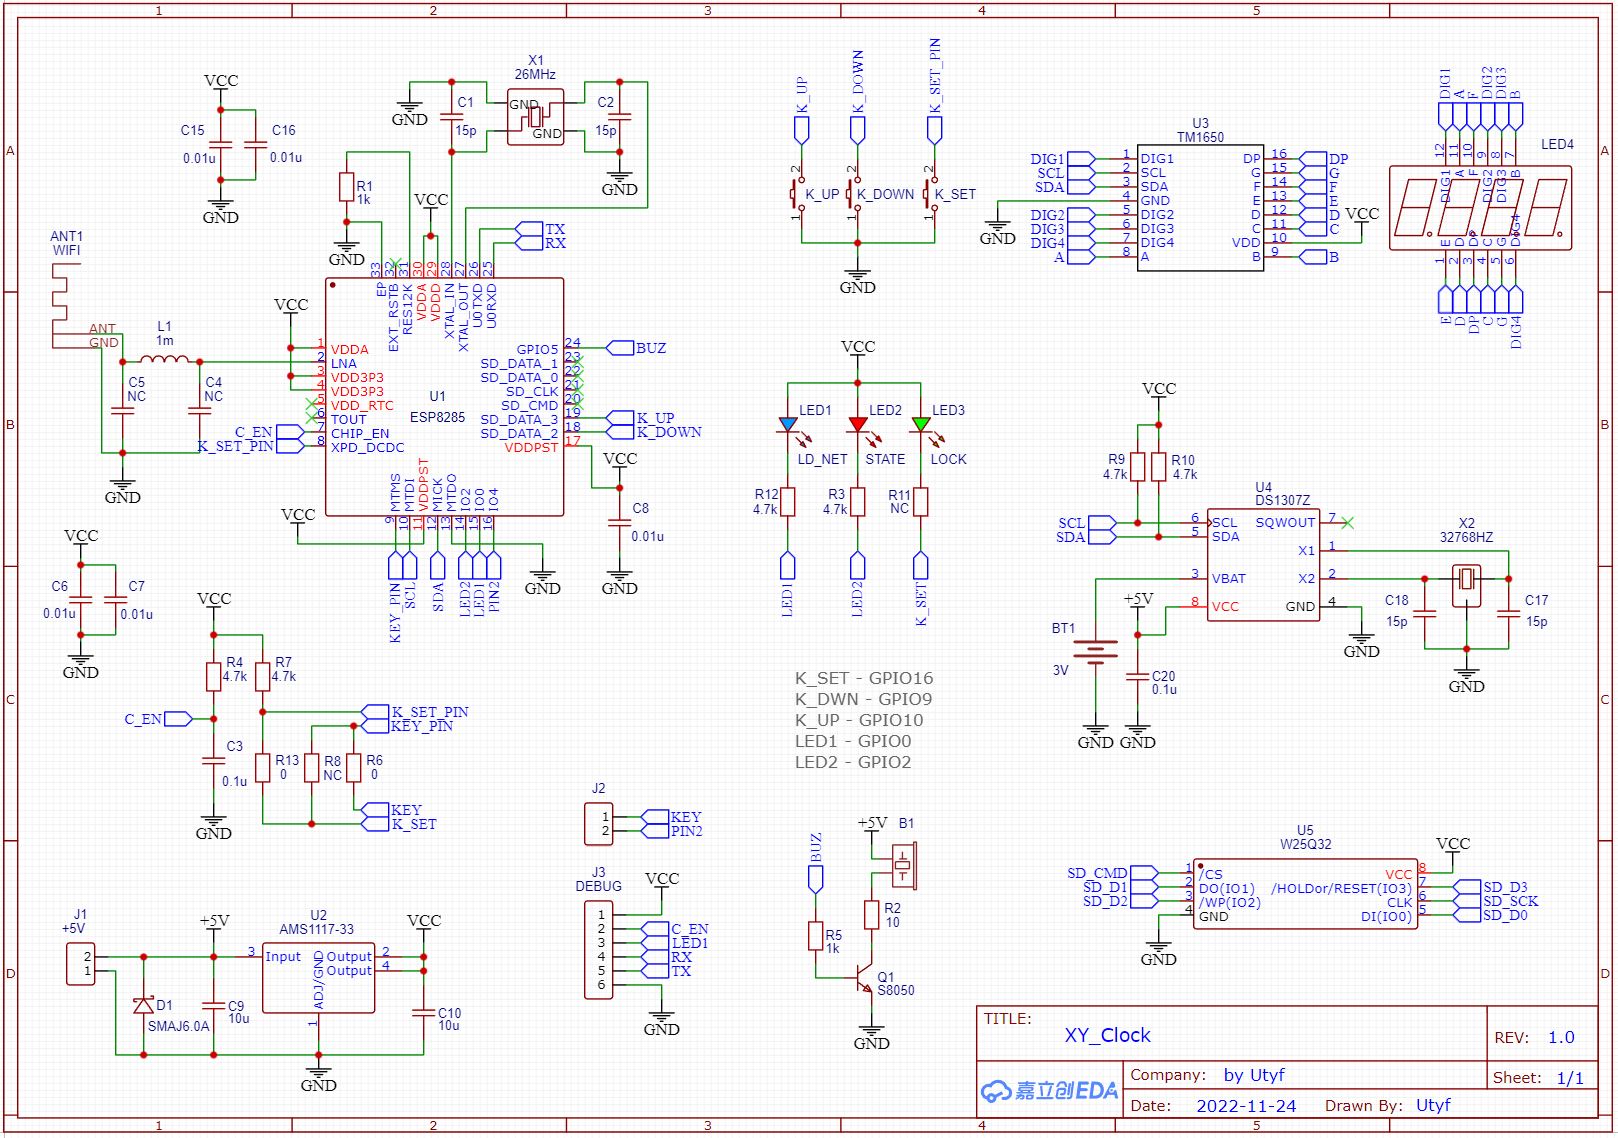 1 2 3 4 5
A
B
C
D
VCC
C15
0.01u
C16
0.01u
GND
GND
C1
15p
X1
26MHz
GND
GND
C2
15p
GND
R1
1k
GND
VCC
TX
RX
ANT1
WIFI
ANT
GND
L1
1m
C5
NC
C4
NC
GND
VCC
C_EN
K_SET_PIN
33 32 31 30 29 28 27 26 25
EP
EXT_RSTB
RES12K
VDDA
VDDD
XTAL_IN
XTAL_OUT
U0TXD
U0RXD
1 VDDA
2 LNA
3 VDD3P3
4 VDD3P3
5 VDD_RTC
6 TOUT
7 CHIP_EN
8 XPD_DCDC
U1
ESP8285
GPIO5 24 BUZ
SD_DATA_1 23
SD_DATA_0 22
SD_CLK 21
SD_CMD 20
SD_DATA_3 19 K_UP
SD_DATA_2 18 K_DOWN
VDDPST 17
MTMS
MTDI
VDDPST
MICK
MTDO
IO2
IO0
IO4
9 10 11 12 13 14 15 16
VCC
KEY_PIN
SCL
SDA
LED2
LED1
PIN2
GND
VCC
C8
0.01u
GND
VCC
C6
0.01u
C7
0.01u
GND
VCC
R4
4.7k
R7
4.7k
C_EN
C3
0.1u
GND
K_SET_PIN
KEY_PIN
R13
0
R8
NC
R6
0
KEY
K_SET
K_UP
K_DOWN
K_SET_PIN
2 2 2
K_UP
K_DOWN
K_SET
1 1 1
GND
VCC
LED1
LD_NET
LED2
STATE
LED3
LOCK
R12
4.7k
R3
4.7k
R11
NC
LED1
LED2
K_SET
K_SET - GPIO16
K_DWN - GPIO9
K_UP - GPIO10
LED1 - GPIO0
LED2 - GPIO2
U3
TM1650
DIG1 1 DIG1
SCL 2 SCL
SDA 3 SDA
4 GND
DIG2 5 DIG2
DIG3 6 DIG3
DIG4 7 DIG4
A 8 A
GND
DP 16 DP
G 15 G
F 14 F
E 13 E
D 12 D
C 11 C
VDD 10
B 9 B
VCC
DIG1
A
F
DIG2
DIG3
B
12 11 10 9 8 7
LED4
DIG1
A
F
DIG2
DIG3
B
E
D
DP
C
G
DIG4
1 2 3 4 5 6
E
D
DP
C
G
DIG4
VCC
R9
4.7k
R10
4.7k
SCL
SDA
U4
DS1307Z
6 SCL
5 SDA
3 VBAT
8 VCC
SQWOUT 7
X1 1
X2 2
GND 4
GND
X2
32768HZ
C18
15p
C17
15p
GND
BT1
3V
+5V
C20
0.1u
GND
GND
J1
+5V
2
1
D1
SMAJ6.0A
+5V
C9
10u
U2
AMS1117-33
3 Input
Output 2
Output 4
ADJ/GND
1
GND
VCC
C10
10u
J2
1 KEY
2 PIN2
J3
DEBUG
VCC
1
2 C_EN
3 LED1
4 RX
5 TX
6
GND
BUZ
R5
1k
+5V
B1
R2
10
Q1
S8050
GND
U5
W25Q32
SD_CMD 1 /CS
SD_D1 2 DO(IO1)
SD_D2 3 /WP(IO2)
4 GND
GND
VCC
VCC 8
/HOLDor/RESET(IO3) 7 SD_D3
CLK 6 SD_SCK
DI(IO0) 5 SD_D0
TITLE:
XY_Clock
REV: 1.0
嘉立创EDA
Company: by Utyf
Sheet: 1/1
Date: 2022-11-24 Drawn By: Utyf
A
B
C
D
1 2 3 4 5